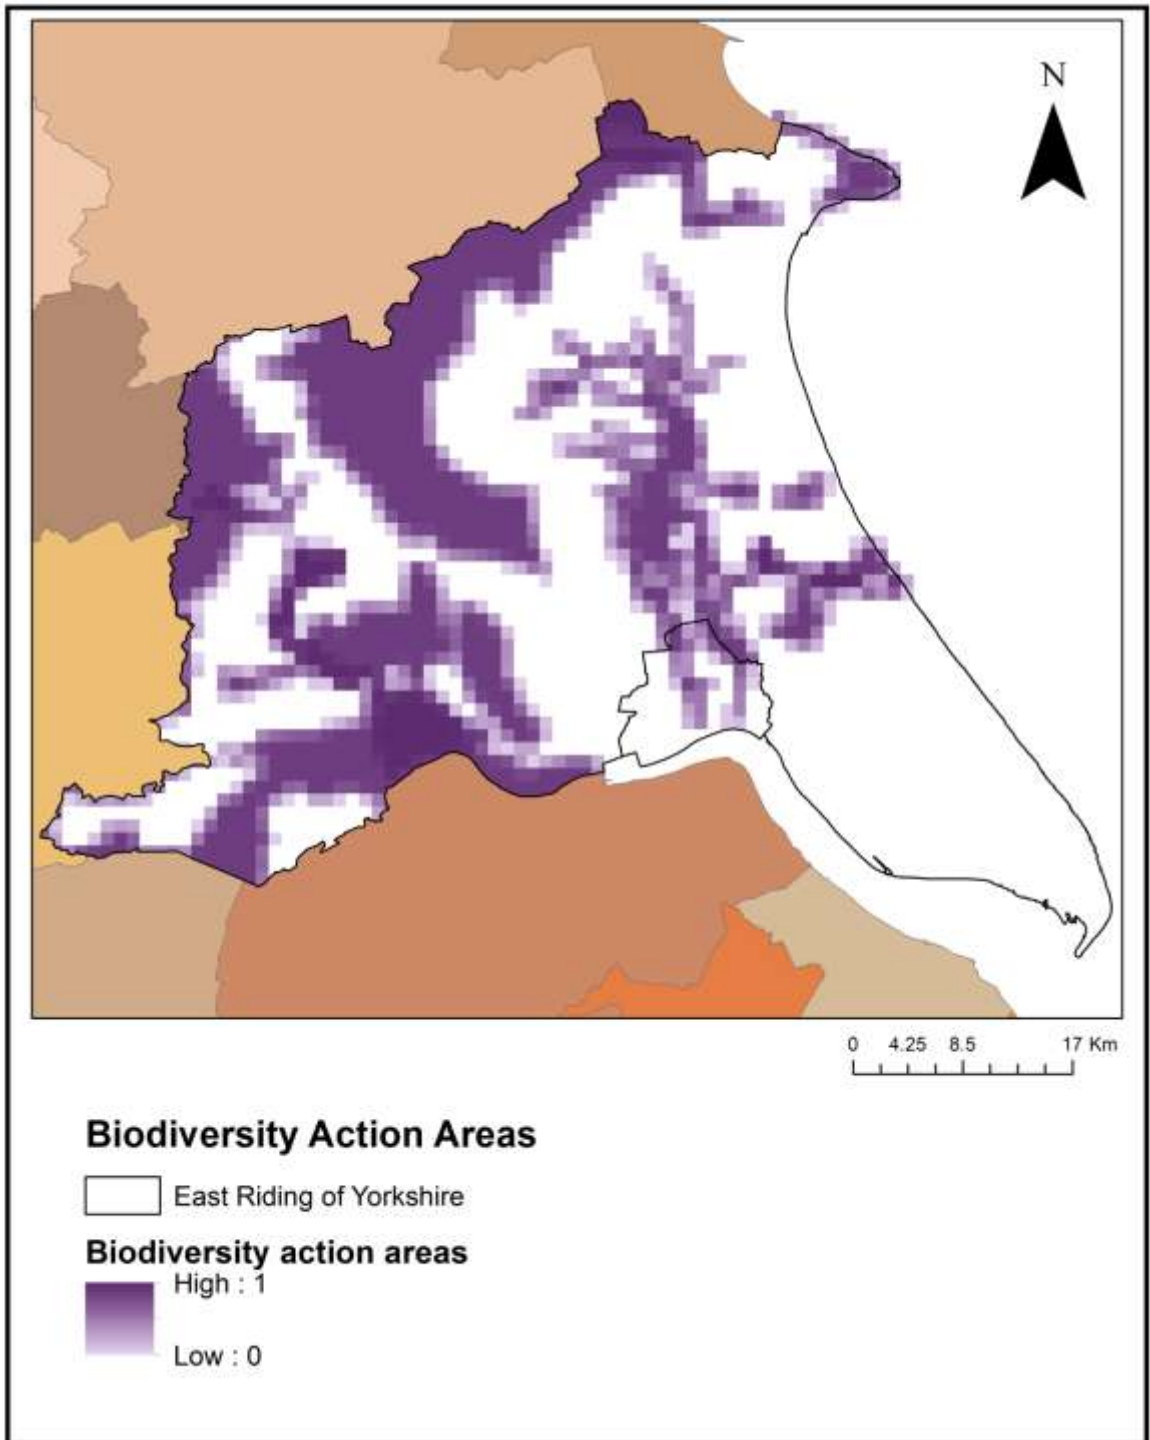 N
0 4.25 8.5 17 Km
Biodiversity Action Areas
East Riding of Yorkshire
Biodiversity action areas
High : 1
Low : 0